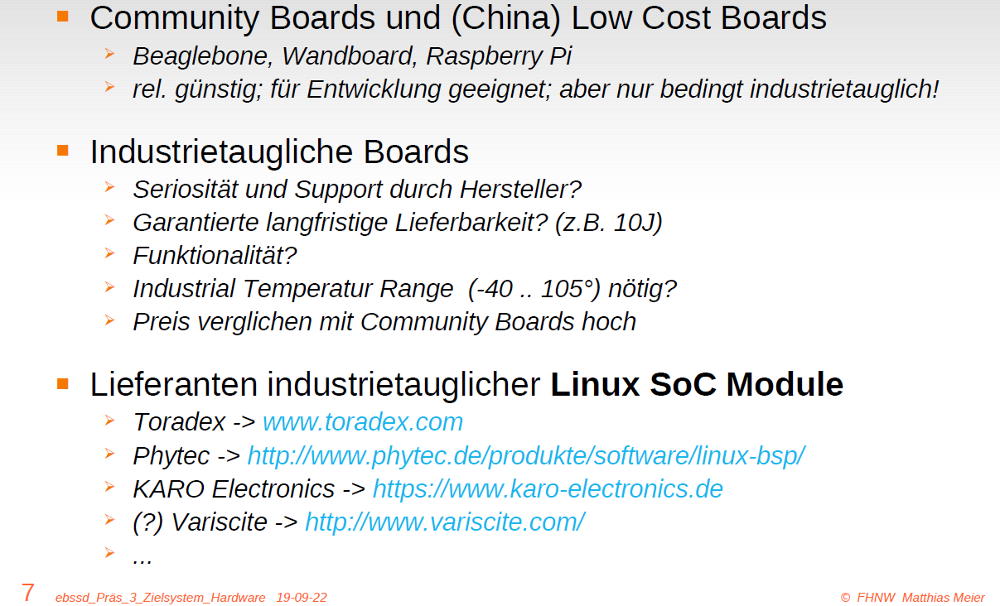 Community Boards und (China) Low Cost Boards
Beaglebone, Wandboard, Raspberry Pi
rel. günstig; für Entwicklung geeignet; aber nur bedingt industrietauglich!
Industrietaugliche Boards
Seriosität und Support durch Hersteller?
Garantierte langfristige Lieferbarkeit? (z.B. 10J)
Funktionalität?
Industrial Temperatur Range (-40 .. 105°) nötig?
Preis verglichen mit Community Boards hoch
Lieferanten industrietauglicher Linux SoC Module
Toradex -> www.toradex.com
Phytec -> http://www.phytec.de/produkte/software/linux-bsp/
KARO Electronics -> https://www.karo-electronics.de
(?) Variscite -> http://www.variscite.com/
...
7 ebssd_Präs_3_Zielsystem_Hardware 19-09-22 © FHNW Matthias Meier